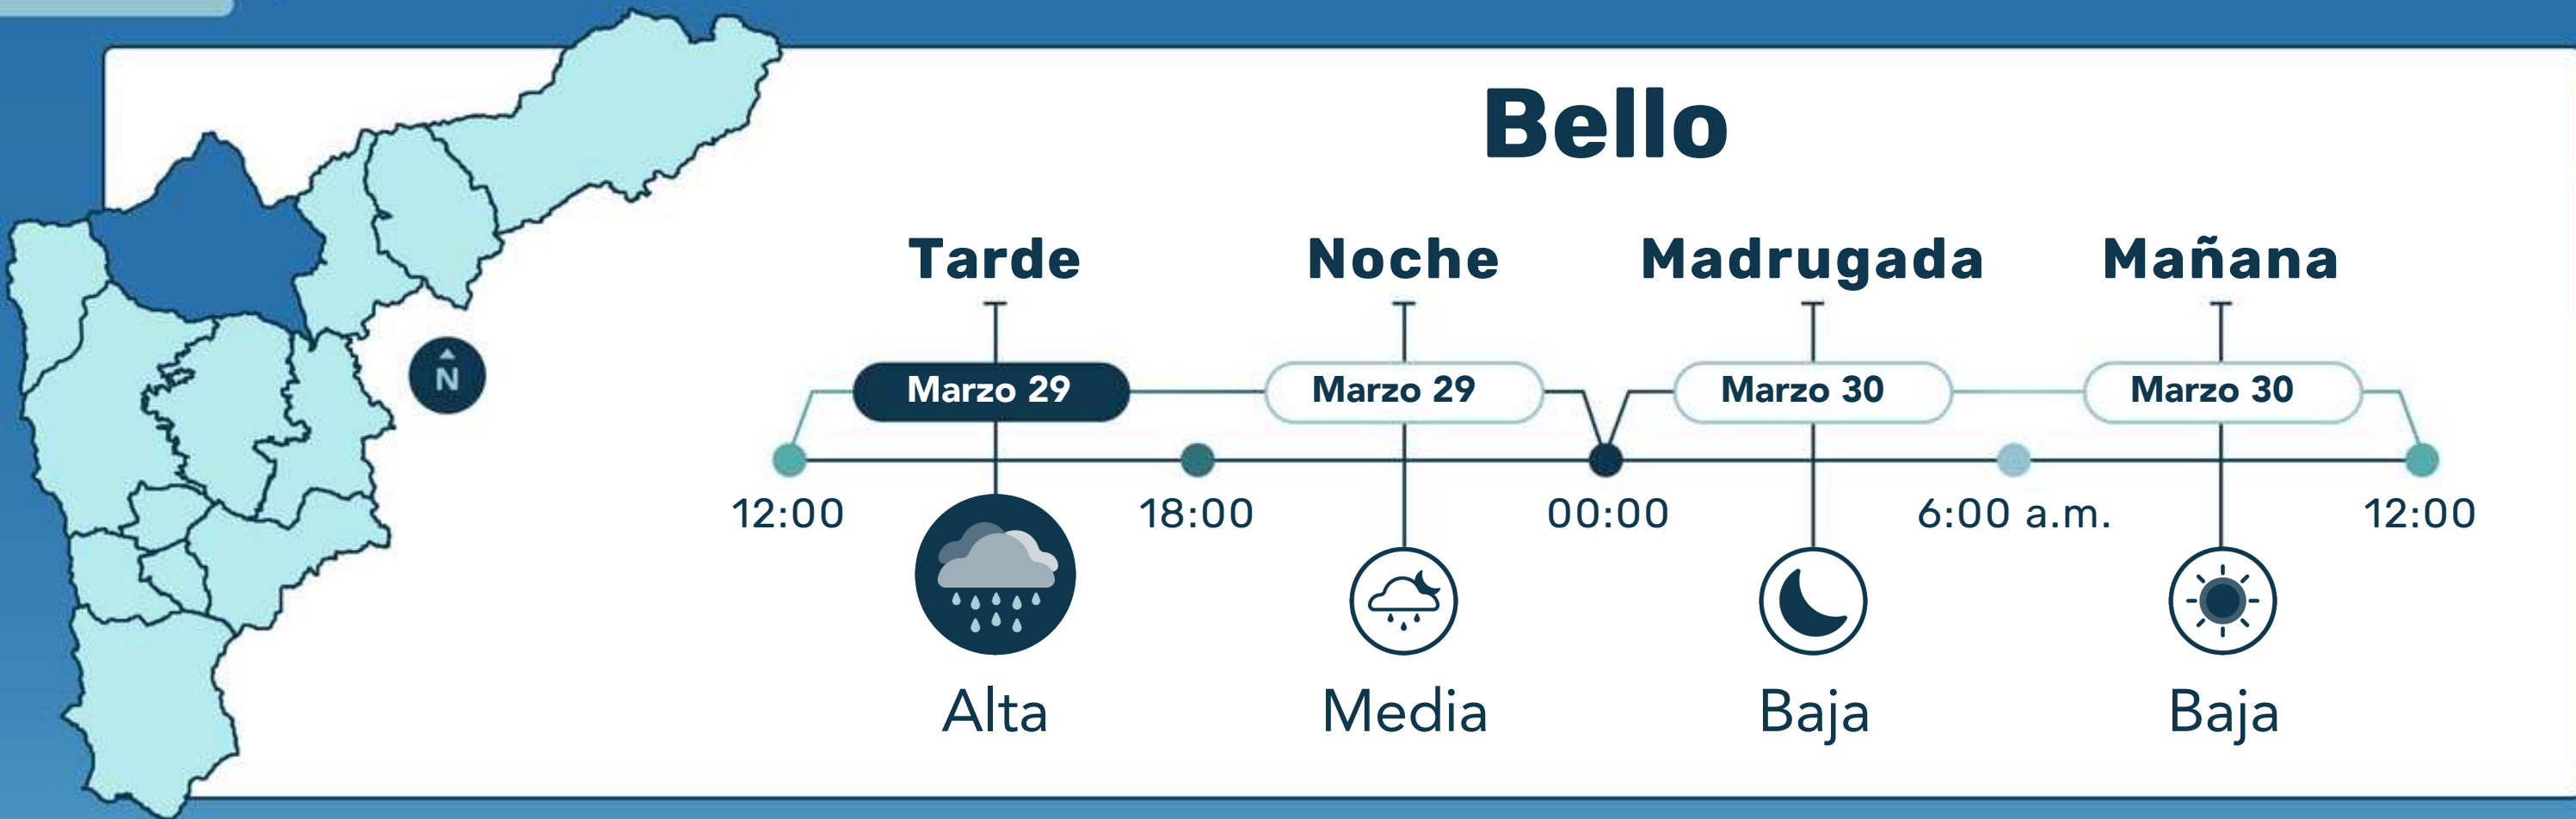 Bello
Tarde Noche Madrugada Mañana
Marzo 29 Marzo 29 Marzo 30 Marzo 30
N
12:00 18:00 00:00 6:00 a.m. 12:00
Alta Media Baja Baja